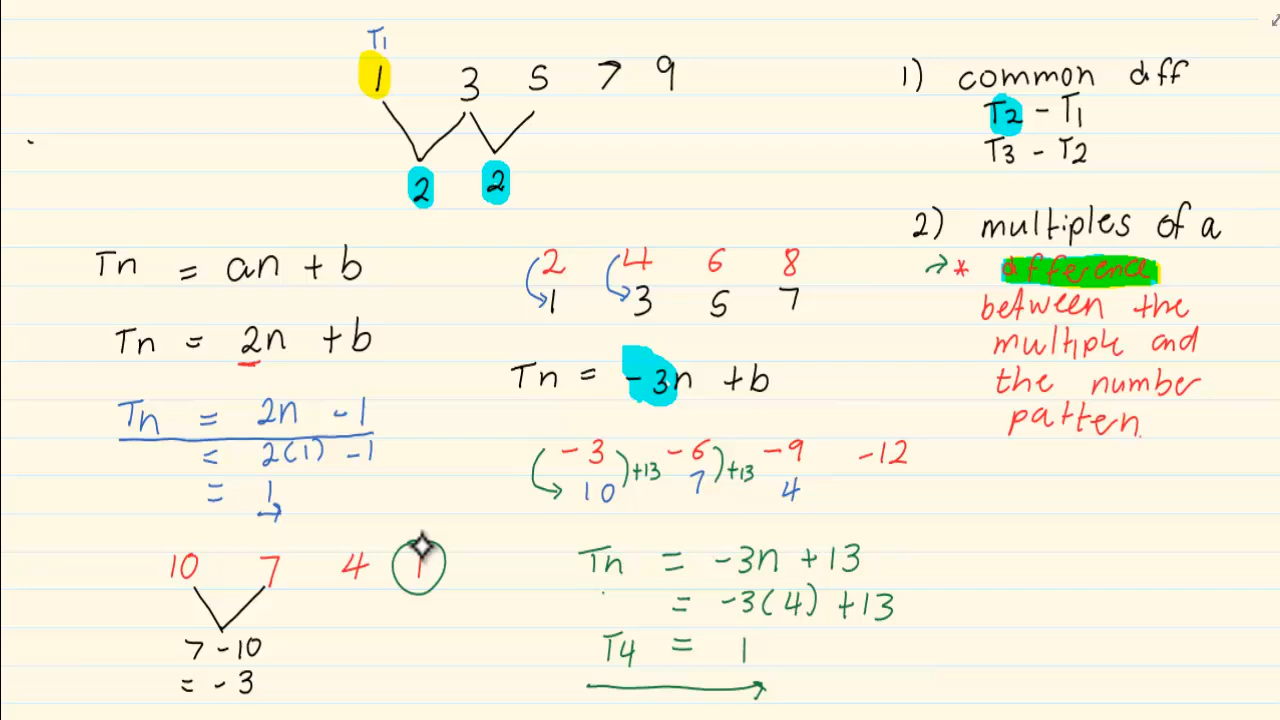 T1
1 3 5 7 9
2 2
Tn = an + b
Tn = 2n + b
Tn = 2n - 1
= 2(1) - 1
= 1
10 7 4 1
7 - 10
= - 3
2 4 6 8
1 3 5 7
Tn = - 3n + b
- 3 - 6 - 9 - 12
+13 +13
10 7 4
Tn = - 3n + 13
= - 3(4) + 13
T4 = 1
1) common diff
T2 - T1
T3 - T2
2) multiples of a
* difference
between the
multiple and
the number
pattern.